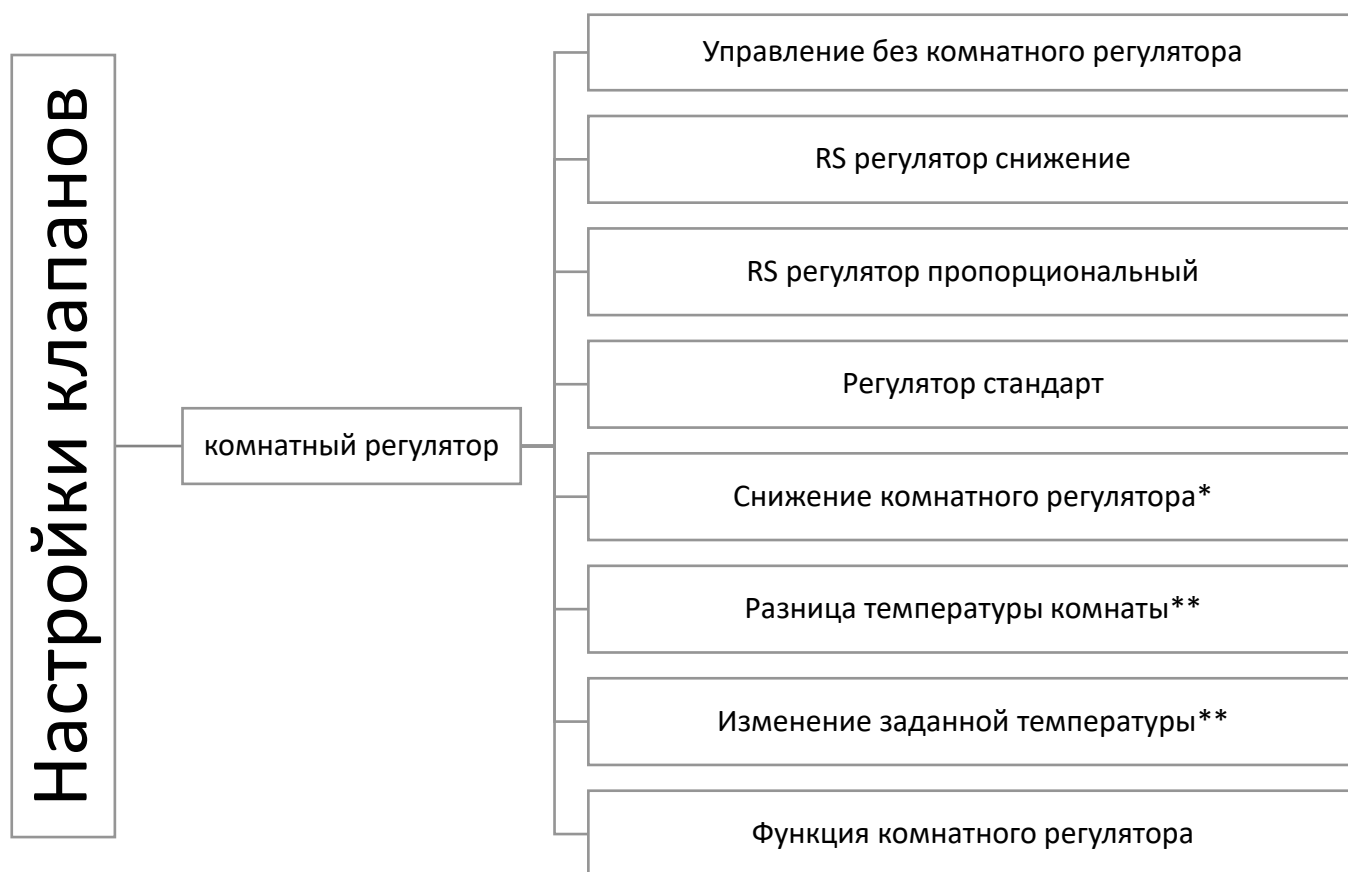 Настройки клапанов
комнатный регулятор
Управление без комнатного регулятора
RS регулятор снижение
RS регулятор пропорциональный
Регулятор стандарт
Снижение комнатного регулятора*
Разница температуры комнаты**
Изменение заданной температуры**
Функция комнатного регулятора